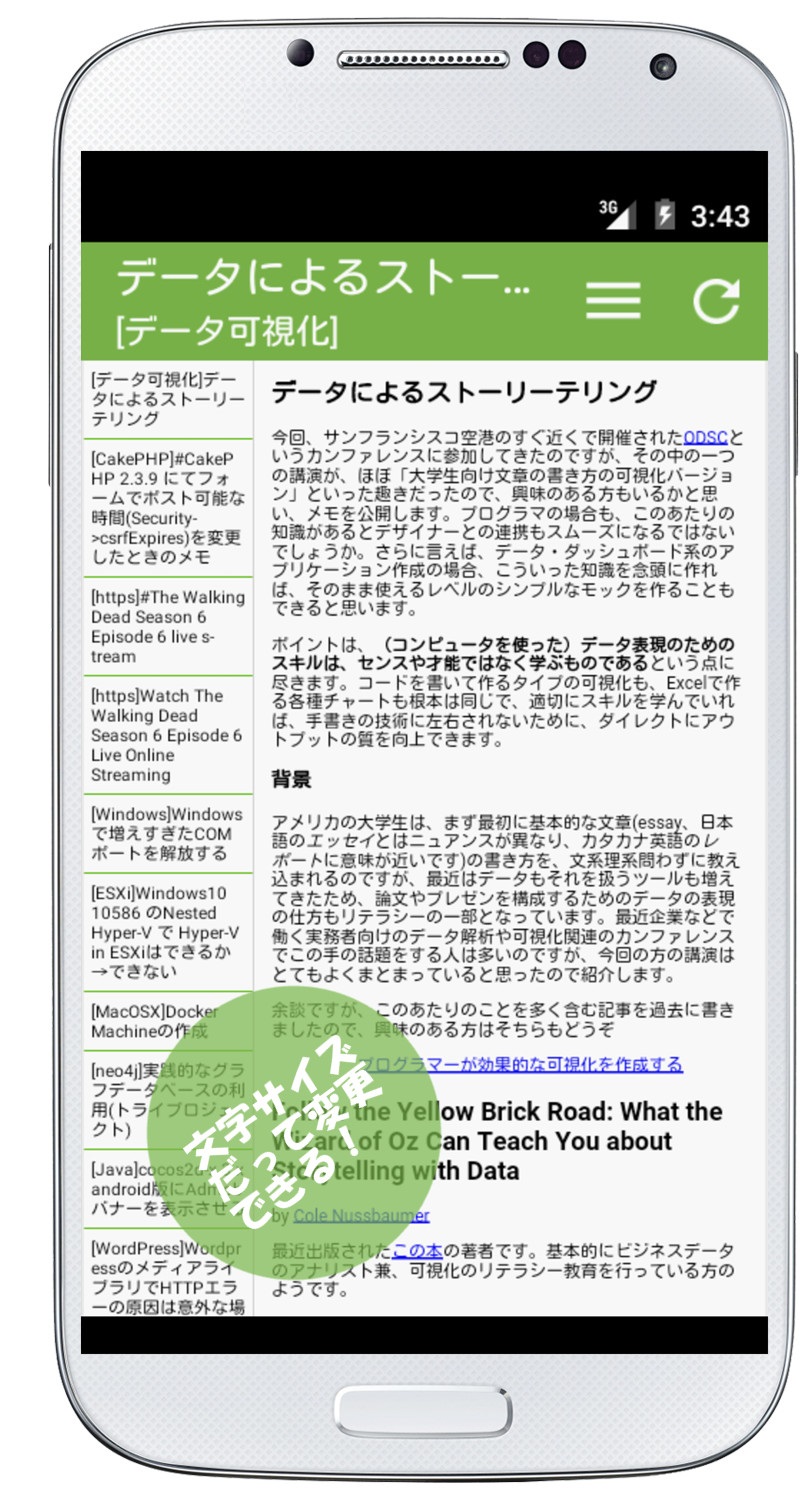 3G 3:43
データによるストー...
[データ可視化]
[データ可視化]デー
タによるストーリー
テリング
[CakePHP]#CakeP
HP 2.3.9 にてフォ
ームでポスト可能な
時間(Security-
>csrfExpires)を変更
したときのメモ
[https]#The Walking
Dead Season 6
Episode 6 live s-
tream
[https]Watch The
Walking Dead
Season 6 Episode 6
Live Online
Streaming
[Windows]Windows
で増えすぎたCOM
ポートを解放する
[ESXi]Windows10
10586 のNested
Hyper-V で Hyper-V
in ESXiはできるか
→できない
[MacOSX]Docker
Machineの作成
[neo4j]実践的なグラ
フデータベースの利
用(トライプロジェ
クト)
[Java]cocos2d
android版にAdm
バナーを表示させ
[WordPress]Wordpr
essのメディアライ
ブラリでHTTPエラ
ーの原因は意外な場
データによるストーリーテリング
今回、サンフランシスコ空港のすぐ近くで開催されたODSCと
いうカンファレンスに参加してきたのですが、その中の一つ
の講演が、ほぼ「大学生向け文章の書き方の可視化バージョ
ン」といった趣きだったので、興味のある方もいるかと思
い、メモを公開します。プログラマの場合も、このあたりの
知識があるとデザイナーとの連携もスムーズになるではない
でしょうか。さらに言えば、データ・ダッシュボード系のア
プリケーション作成の場合、こういった知識を念頭に作れ
ば、そのまま使えるレベルのシンプルなモックを作ることも
できると思います。
ポイントは、（コンピュータを使った）データ表現のための
スキルは、センスや才能ではなく学ぶものであるという点に
尽きます。コードを書いて作るタイプの可視化も、Excelで作
る各種チャートも根本は同じで、適切にスキルを学んでいれ
ば、手書きの技術に左右されないために、ダイレクトにアウ
トプットの質を向上できます。
背景
アメリカの大学生は、まず最初に基本的な文章(essay、日本
語のエッセイとはニュアンスが異なり、カタカナ英語のレ
ポートに意味が近いです)の書き方を、文系理系問わずに教え
込まれるのですが、最近はデータもそれを扱うツールも増え
てきたため、論文やプレゼンを構成するためのデータの表現
の仕方もリテラシーの一部となっています。最近企業などで
働く実務者向けのデータ解析や可視化関連のカンファレンス
でこの手の話題をする人は多いのですが、今回の方の講演は
とてもよくまとまっていると思ったので紹介します。
余談ですが、このあたりのことを多く含む記事を過去に書き
ましたので、興味のある方はそちらもどうぞ
プログラマーが効果的な可視化を作成する
Follow the Yellow Brick Road: What the
Wizard of Oz Can Teach You about
Storytelling with Data
by Cole Nussbaumer
最近出版されたこの本の著者です。基本的にビジネスデータ
のアナリスト兼、可視化のリテラシー教育を行っている方の
ようです。
文字サイズ
だって変更
できる！